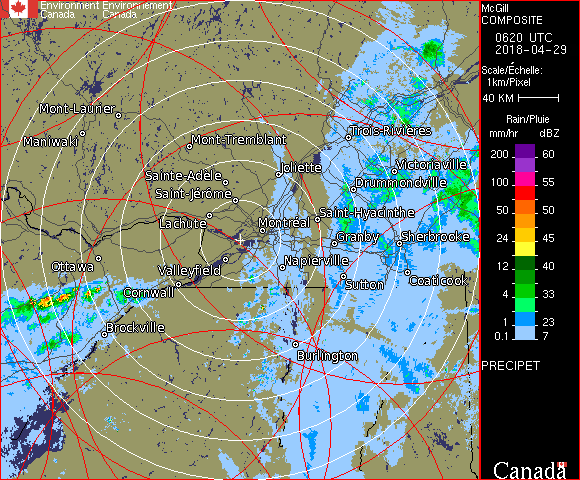 Environment Environnement
Canada Canada
McGill
COMPOSITE
0620 UTC
2018-04-29
Scale/Échelle:
1km/Pixel
40 KM
Rain/Pluie
mm/hr dBZ
200 60
100 55
50 50
24 45
12 40
4 33
1 23
0.1 7
PRECIPET
Canada
Mont-Laurier
Maniwaki
Mont-Tremblant
Trois-Rivières
Joliette
Victoriaville
Sainte-Adèle
Drummondville
Saint-Jérôme
Lachute
Saint-Hyacinthe
Montréal
Granby
Sherbrooke
Ottawa
Valleyfield
Napierville
Coaticook
Sutton
Cornwall
Brockville
Burlington